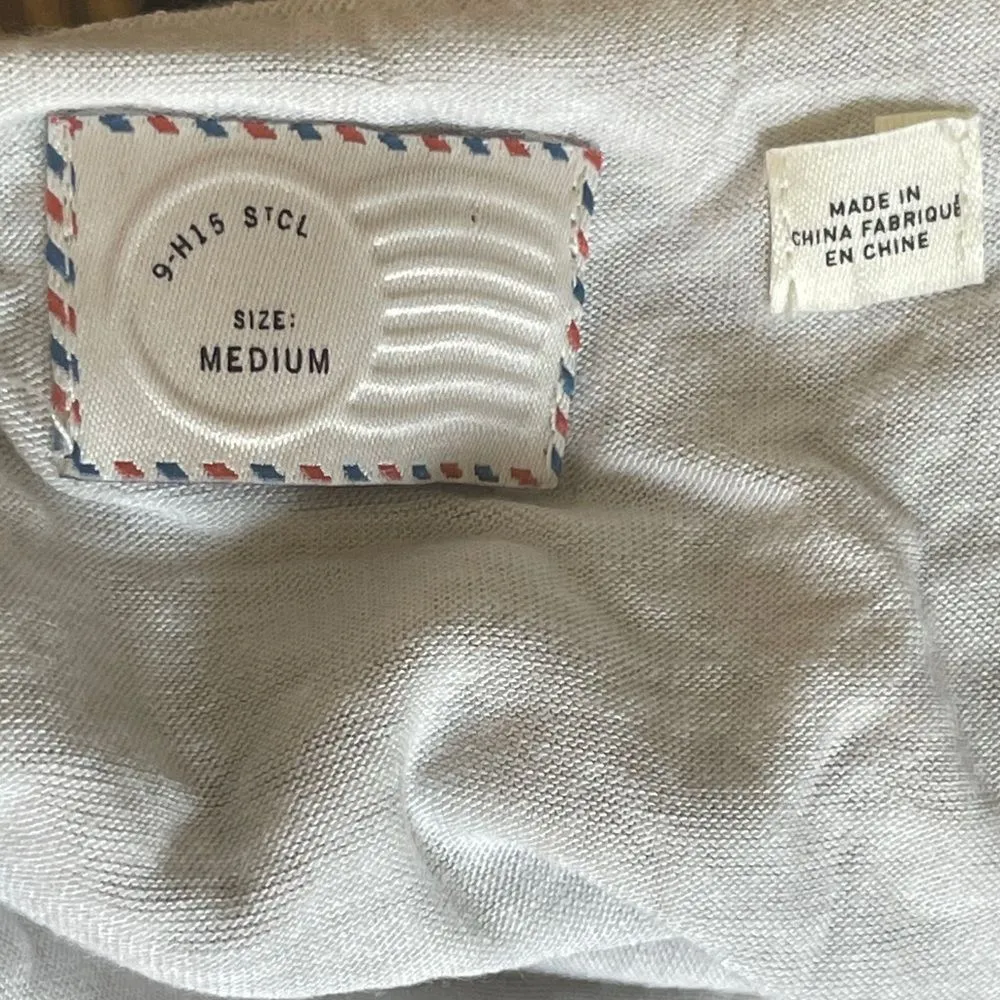 9-H15 STCL
SIZE:
MEDIUM
MADE IN
CHINA FABRIQUÉ
EN CHINE